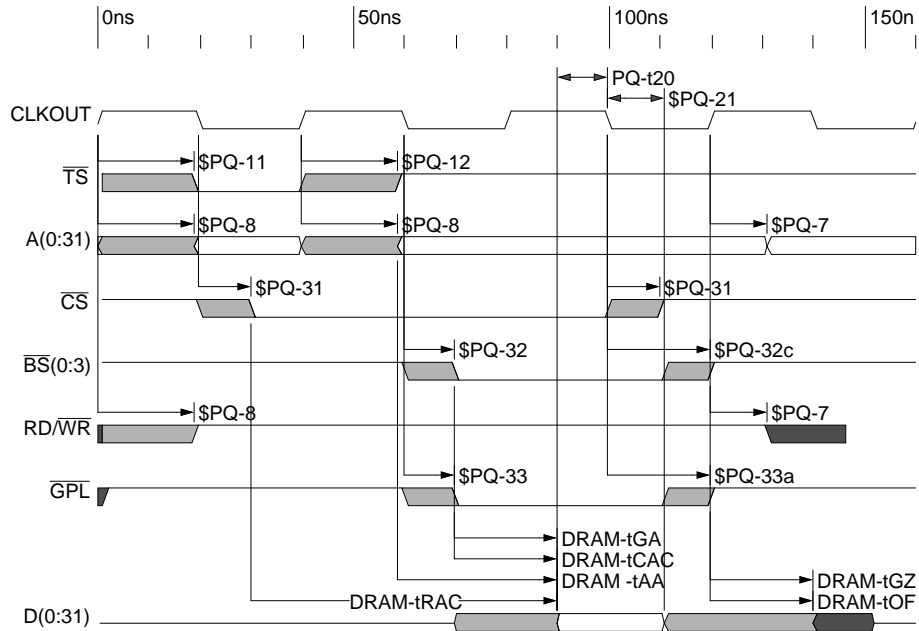 0ns 50ns 100ns 150n
PQ-t20
CLKOUT $PQ-21
TS $PQ-11 $PQ-12
A(0:31) $PQ-8 $PQ-8 $PQ-7
CS $PQ-31 $PQ-31
BS(0:3) $PQ-32 $PQ-32c
RD/WR $PQ-8 $PQ-7
GPL $PQ-33 $PQ-33a
DRAM-tGA
DRAM-tCAC
DRAM -tAA DRAM-tGZ
DRAM-tRAC DRAM-tOF
D(0:31)